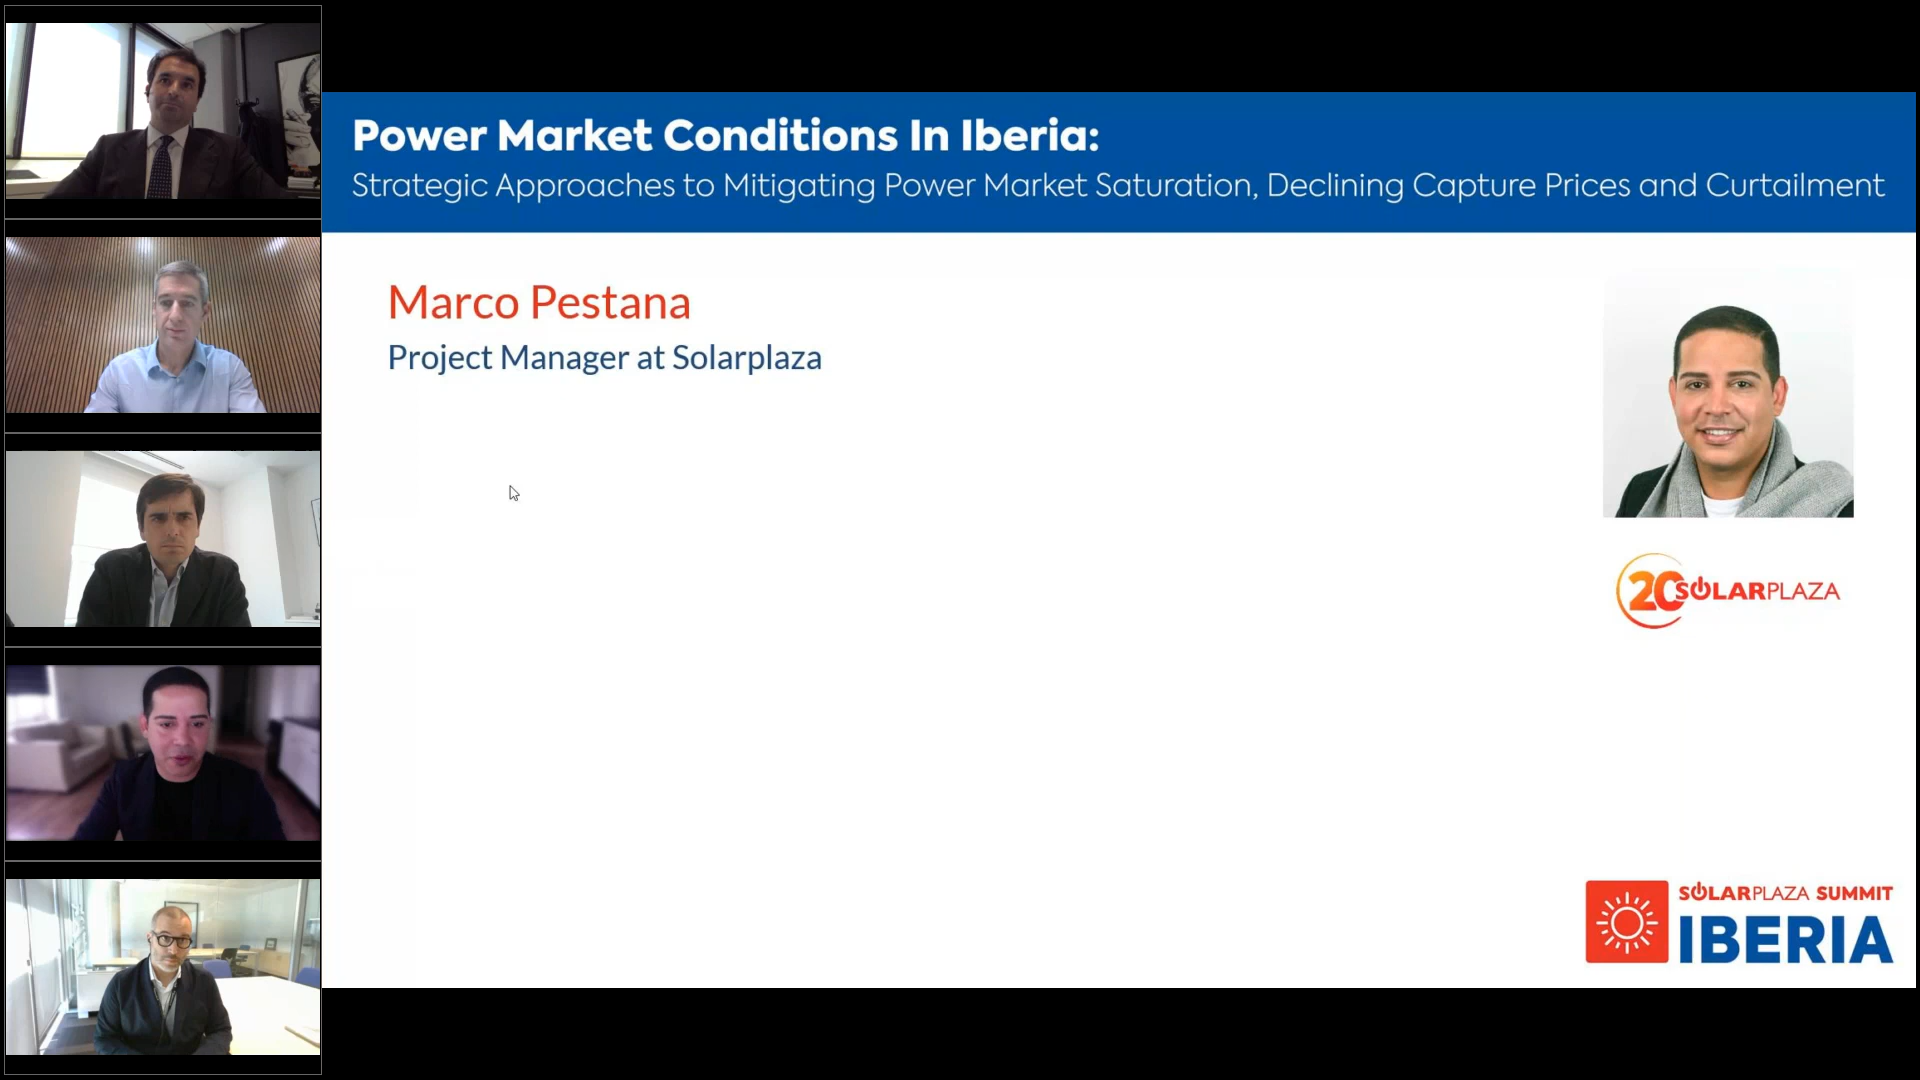 Power Market Conditions In Iberia:
Strategic Approaches to Mitigating Power Market Saturation, Declining Capture Prices and Curtailment
Marco Pestana
Project Manager at Solarplaza
20 SOLARPLAZA
SOLARPLAZA SUMMIT
IBERIA